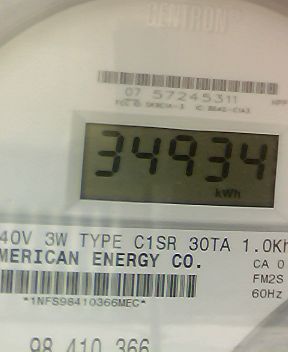 CENTRON
07 57245311
34934
kWh
40V 3W TYPE C1SR 30TA 1.0Kh
MERICAN ENERGY CO.
CA 0
FM2S
*1NFS98410366MEC*
60Hz
98 410 366